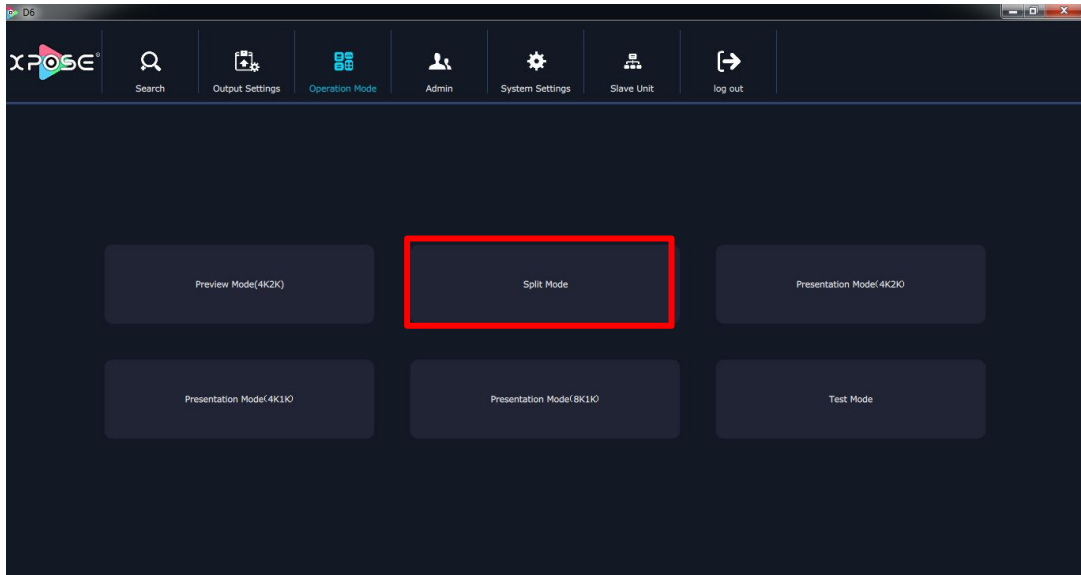 D6
XPOSE®
Search
Output Settings
Operation Mode
Admin
System Settings
Slave Unit
log out
Preview Mode(4K2K)
Split Mode
Presentation Mode(4K2K)
Presentation Mode(4K1K)
Presentation Mode(8K1K)
Test Mode